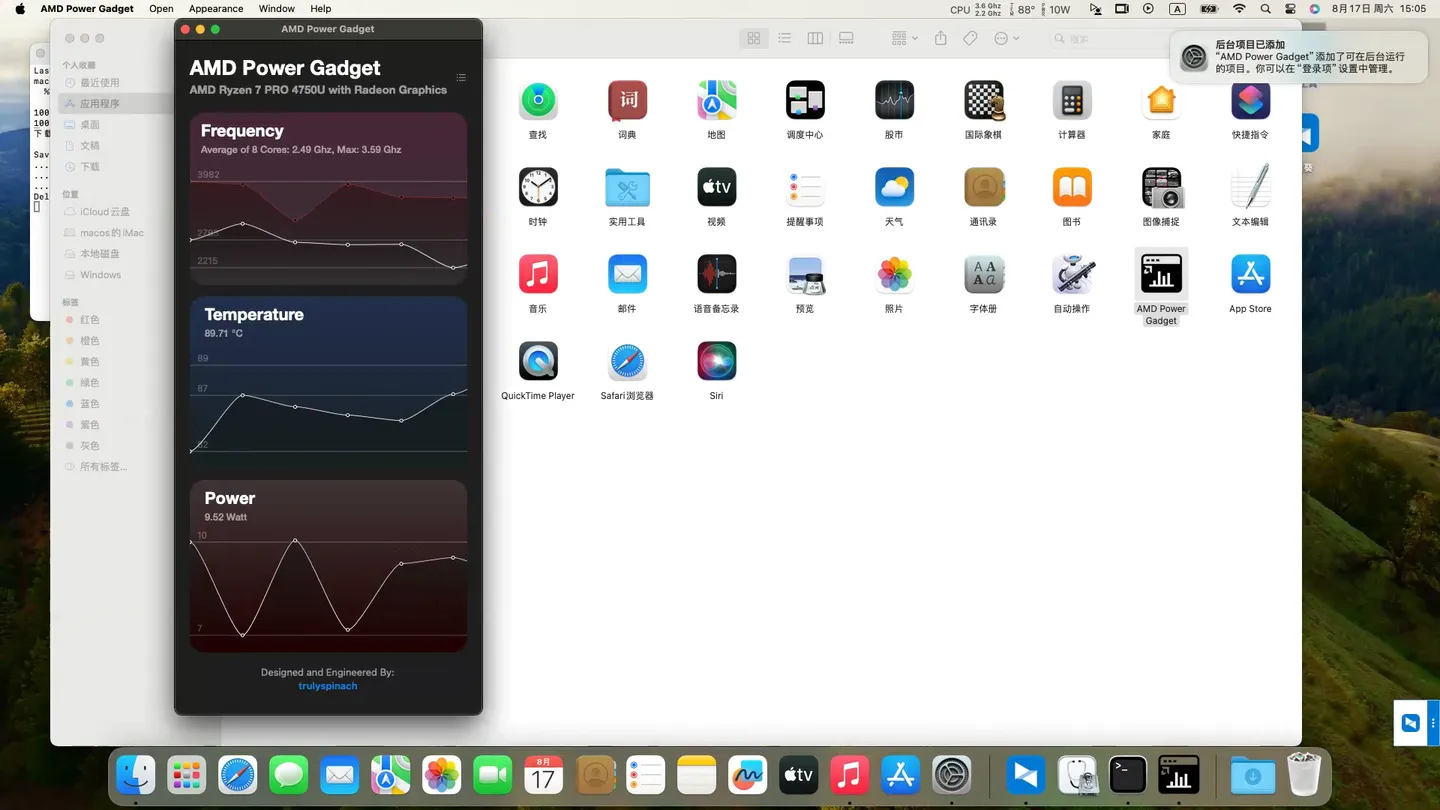 AMD Power Gadget Open Appearance Window Help
CPU 3.6 Ghz 2.2 Ghz 88° 10W A 8月17日 周六 15:05
AMD Power Gadget
AMD Power Gadget
AMD Ryzen 7 PRO 4750U with Radeon Graphics
Frequency
Average of 8 Cores: 2.49 Ghz, Max: 3.59 Ghz
3982
2215
Temperature
89.71 °C
89
87
Power
9.52 Watt
10
7
Designed and Engineered By:
trulyspinach
个人收藏
最近使用
应用程序
桌面
文稿
下载
位置
iCloud云盘
macos的iMac
本地磁盘
Windows
标签
红色
橙色
黄色
绿色
蓝色
紫色
灰色
所有标签...
搜索
后台项目已添加
“AMD Power Gadget”添加了可在后台运行
的项目。你可以在“登录项”设置中管理。
查找 词典 地图 调度中心 股市 国际象棋 计算器 家庭 快捷指令
时钟 实用工具 视频 提醒事项 天气 通讯录 图书 图像捕捉 文本编辑
音乐 邮件 语音备忘录 预览 照片 字体册 自动操作 AMD Power Gadget App Store
QuickTime Player Safari浏览器 Siri
词
tv
8月
17
tv